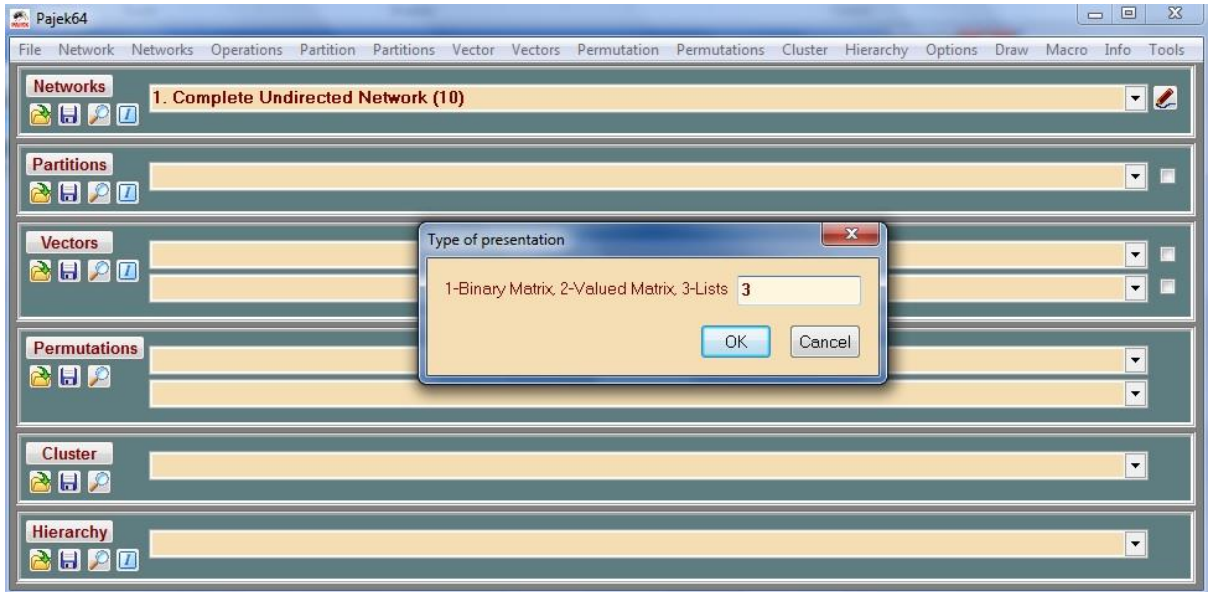 Pajek64
File Network Networks Operations Partition Partitions Vector Vectors Permutation Permutations Cluster Hierarchy Options Draw Macro Info Tools
Networks
1. Complete Undirected Network (10)
Partitions
Vectors
Type of presentation
1-Binary Matrix, 2-Valued Matrix, 3-Lists 3
OK Cancel
Permutations
Cluster
Hierarchy